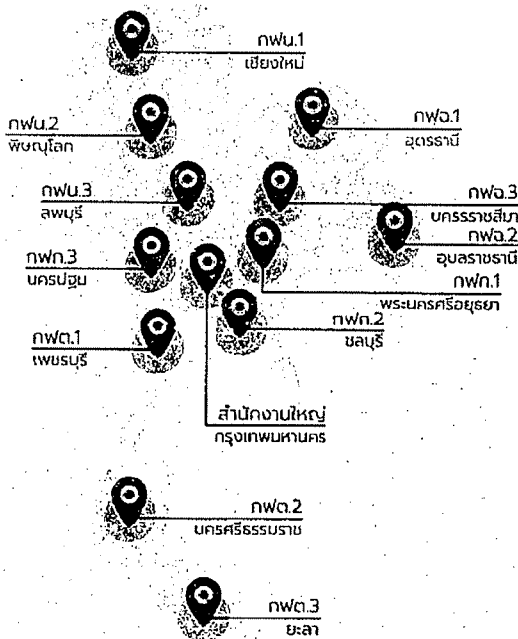 กฟน.1
เชียงใหม่
กฟฉ.1
อุดรธานี
กฟน.2
พิษณุโลก
กฟน.3
ลพบุรี
กฟฉ.3
นครราชสีมา
กฟฉ.2
อุบลราชธานี
กฟก.3
นครปฐม
กฟก.1
พระนครศรีอยุธยา
กฟก.2
ชลบุรี
กฟต.1
เพชรบุรี
สำนักงานใหญ่
กรุงเทพมหานคร
กฟต.2
นครศรีธรรมราช
กฟต.3
ยะลา